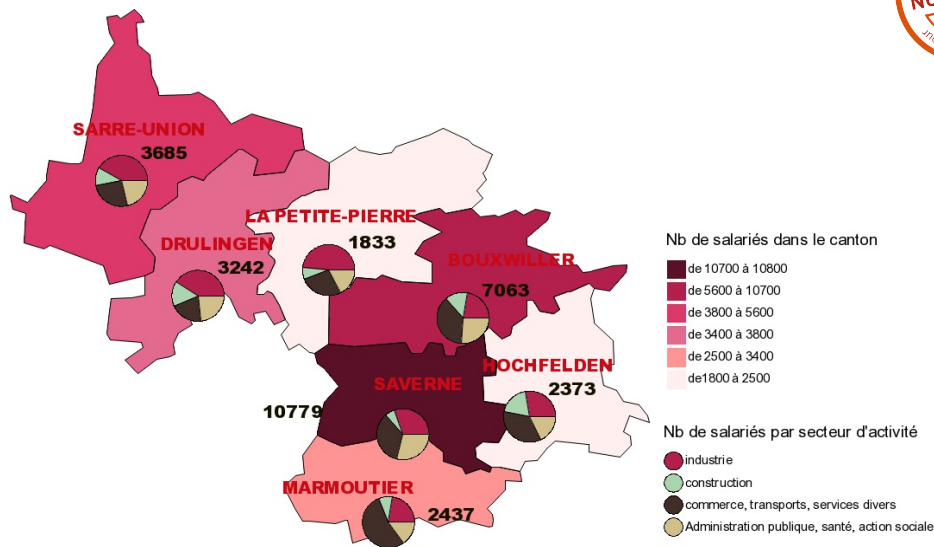 SARRE-UNION
3685
LA PETITE-PIERRE
1833
DRULINGEN
3242
BOUXWILLER
7063
HOCHFELDEN
2373
SAVERNE
10779
MARMOUTIER
2437
Nb de salariés dans le canton
de 10700 à 10800
de 5600 à 10700
de 3800 à 5600
de 3400 à 3800
de 2500 à 3400
de1800 à 2500
Nb de salariés par secteur d'activité
industrie
construction
commerce, transports, services divers
Administration publique, santé, action sociale